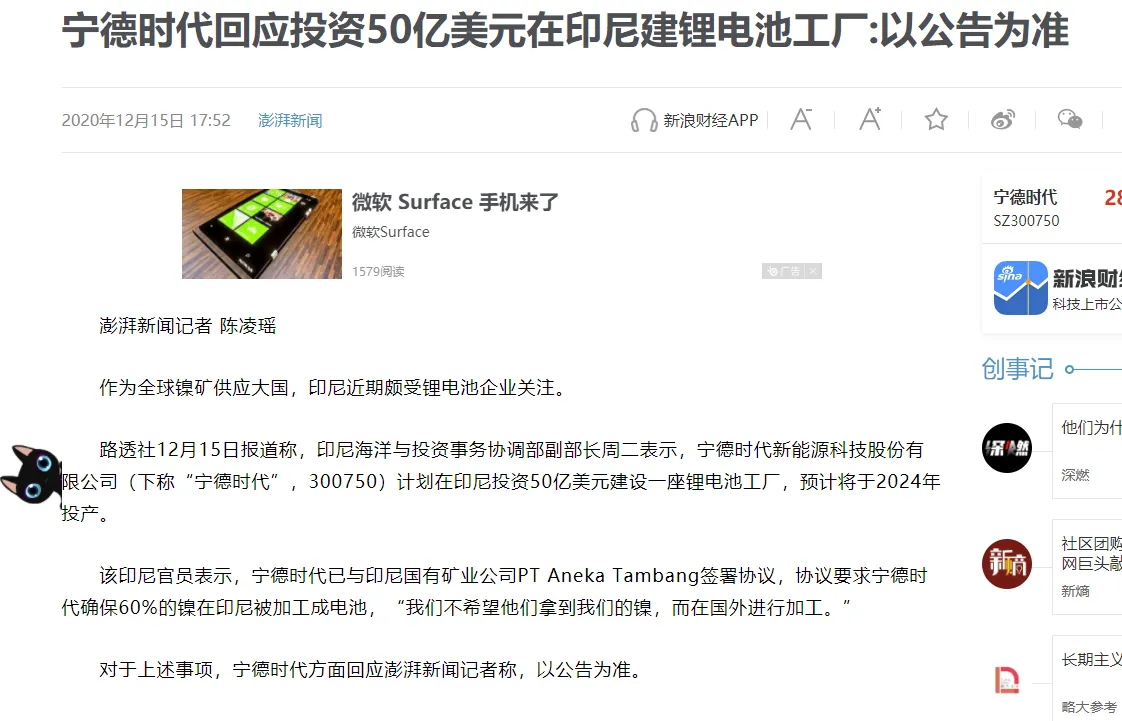 宁德时代回应投资50亿美元在印尼建锂电池工厂:以公告为准
2020年12月15日 17:52 澎湃新闻
新浪财经APP
A-
A+
微软 Surface 手机来了
微软Surface
1579阅读
广告
宁德时代
28
SZ300750
sina
新浪财经
科技上市公
澎湃新闻记者 陈凌瑶
作为全球镍矿供应大国，印尼近期颇受锂电池企业关注。
路透社12月15日报道称，印尼海洋与投资事务协调部副部长周二表示，宁德时代新能源科技股份有
限公司（下称“宁德时代”，300750）计划在印尼投资50亿美元建设一座锂电池工厂，预计将于2024年
投产。
该印尼官员表示，宁德时代已与印尼国有矿业公司PT Aneka Tambang签署协议，协议要求宁德时
代确保60%的镍在印尼被加工成电池，“我们不希望他们拿到我们的镍，而在国外进行加工。”
对于上述事项，宁德时代方面回应澎湃新闻记者称，以公告为准。
创事记
深燃
他们为什
深燃
新熵
社区团购
网巨头敲
新熵
长期主义
略大参考